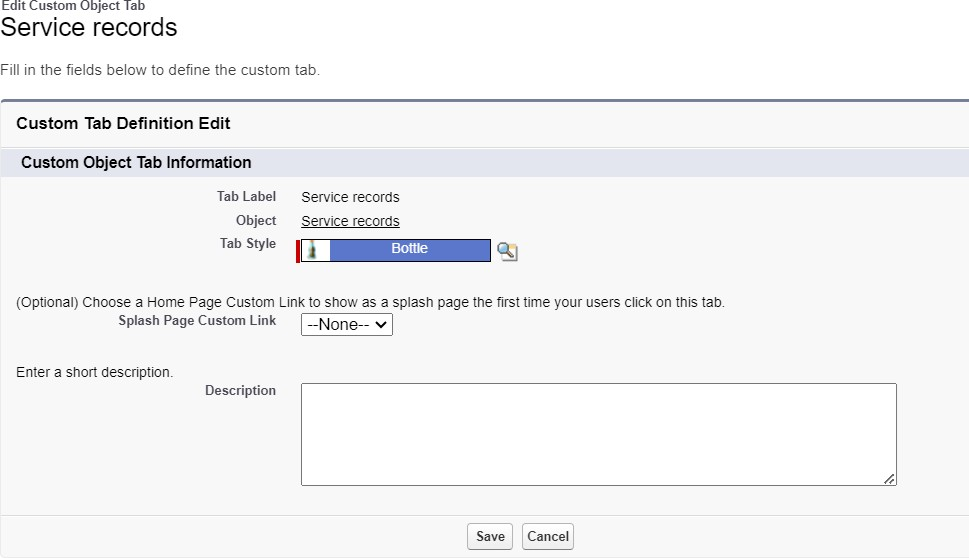 Edit Custom Object Tab
Service records
Fill in the fields below to define the custom tab.
Custom Tab Definition Edit
Custom Object Tab Information
Tab Label Service records
Object Service records
Tab Style Bottle
(Optional) Choose a Home Page Custom Link to show as a splash page the first time your users click on this tab.
Splash Page Custom Link --None--
Enter a short description.
Description
Save Cancel